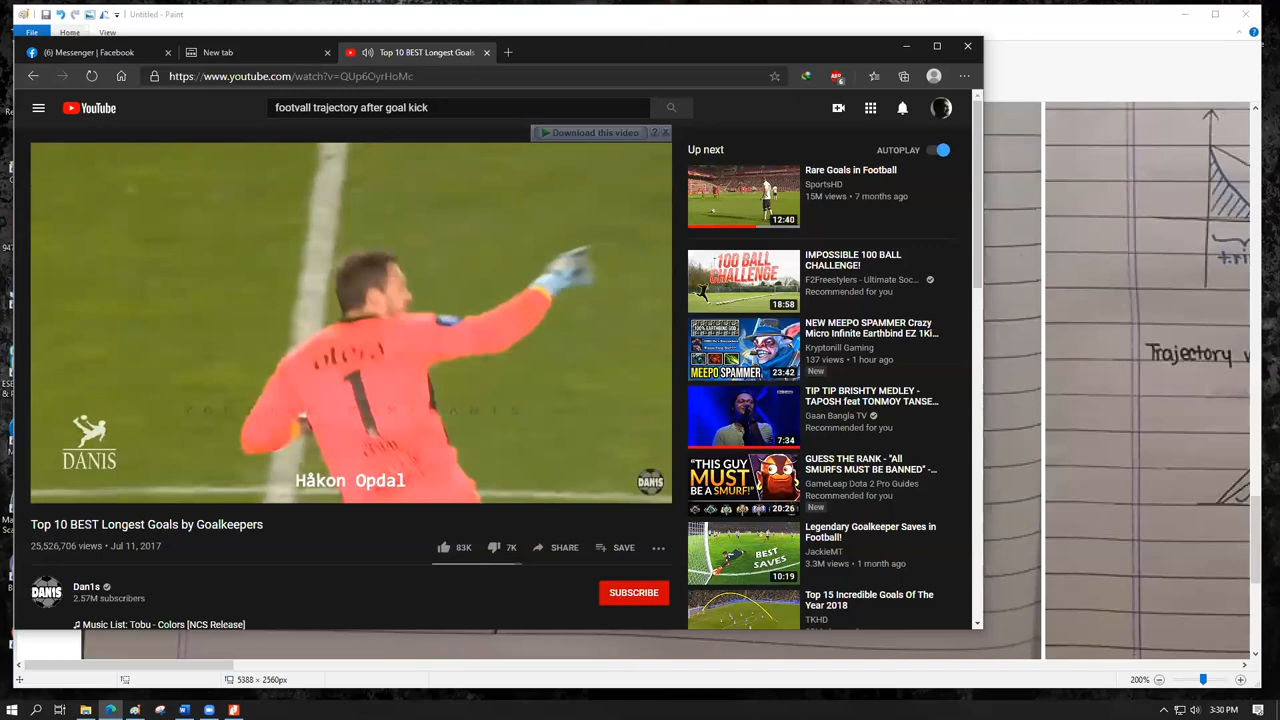 Untitled - Paint
File Home View
(6) Messenger | Facebook
New tab
Top 10 BEST Longest Goals
https://www.youtube.com/watch?v=QUp6OyrHoMc
ABP
6
YouTube
footvall trajectory after goal kick
Download this video ? X
1
DANIS
Håkon Opdal
DAN1S
Top 10 BEST Longest Goals by Goalkeepers
25,526,706 views • Jul 11, 2017
83K 7K SHARE SAVE
DAN1S
Dan1s
2.57M subscribers
SUBSCRIBE
♫ Music List: Tobu - Colors [NCS Release]
Up next
AUTOPLAY
12:40
Rare Goals in Football
SportsHD
15M views • 7 months ago
100 BALL
CHALLENGE
18:58
IMPOSSIBLE 100 BALL
CHALLENGE!
F2Freestylers - Ultimate Soc...
Recommended for you
MEEPO SPAMMER
23:42
NEW MEEPO SPAMMER Crazy
Micro Infinite Earthbind EZ 1Ki...
Kryptonill Gaming
137 views • 1 hour ago
New
7:34
TIP TIP BRISHTY MEDLEY -
TAPOSH feat TONMOY TANSE...
Gaan Bangla TV
Recommended for you
"THIS GUY
MUST
BE A SMURF!"
20:26
GUESS THE RANK - "All
SMURFS MUST BE BANNED" -...
GameLeap Dota 2 Pro Guides
Recommended for you
New
BEST
SAVES
10:19
Legendary Goalkeeper Saves in
Football!
JackieMT
3.3M views • 1 month ago
Top 15 Incredible Goals Of The
Year 2018
TKHD
Trajectory
5388 × 2560px
200%
3:30 PM